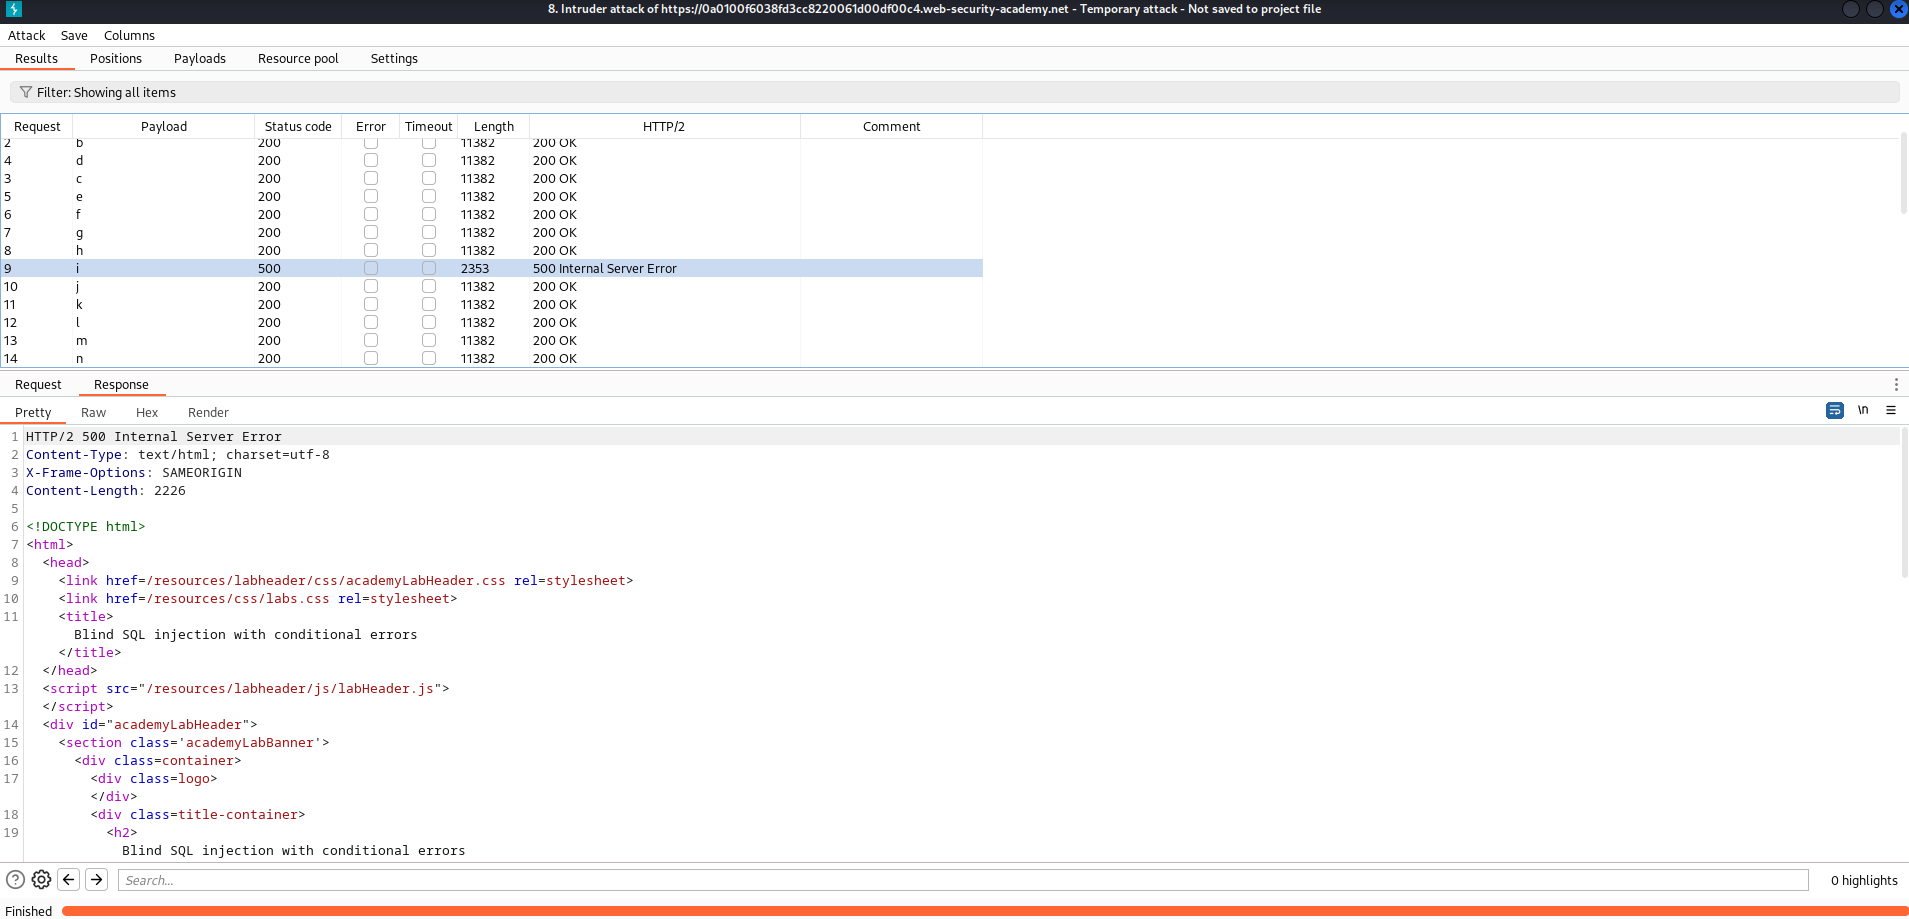 8. Intruder attack of https://0a0100f6038fd3cc8220061d00df00c4.web-security-academy.net - Temporary attack - Not saved to project file
Attack Save Columns
Results Positions Payloads Resource pool Settings
Filter: Showing all items
Request Payload Status code Error Timeout Length HTTP/2 Comment
2 b 200 11382 200 OK
4 d 200 11382 200 OK
3 c 200 11382 200 OK
5 e 200 11382 200 OK
6 f 200 11382 200 OK
7 g 200 11382 200 OK
8 h 200 11382 200 OK
9 i 500 2353 500 Internal Server Error
10 j 200 11382 200 OK
11 k 200 11382 200 OK
12 l 200 11382 200 OK
13 m 200 11382 200 OK
14 n 200 11382 200 OK
Request Response
Pretty Raw Hex Render \n
1 HTTP/2 500 Internal Server Error
2 Content-Type: text/html; charset=utf-8
3 X-Frame-Options: SAMEORIGIN
4 Content-Length: 2226
5
6 <!DOCTYPE html>
7 <html>
8 <head>
9 <link href=/resources/labheader/css/academyLabHeader.css rel=stylesheet>
10 <link href=/resources/css/labs.css rel=stylesheet>
11 <title>
Blind SQL injection with conditional errors
</title>
12 </head>
13 <script src="/resources/labheader/js/labHeader.js">
</script>
14 <div id="academyLabHeader">
15 <section class='academyLabBanner'>
16 <div class=container>
17 <div class=logo>
</div>
18 <div class=title-container>
19 <h2>
Blind SQL injection with conditional errors
Search... 0 highlights
Finished